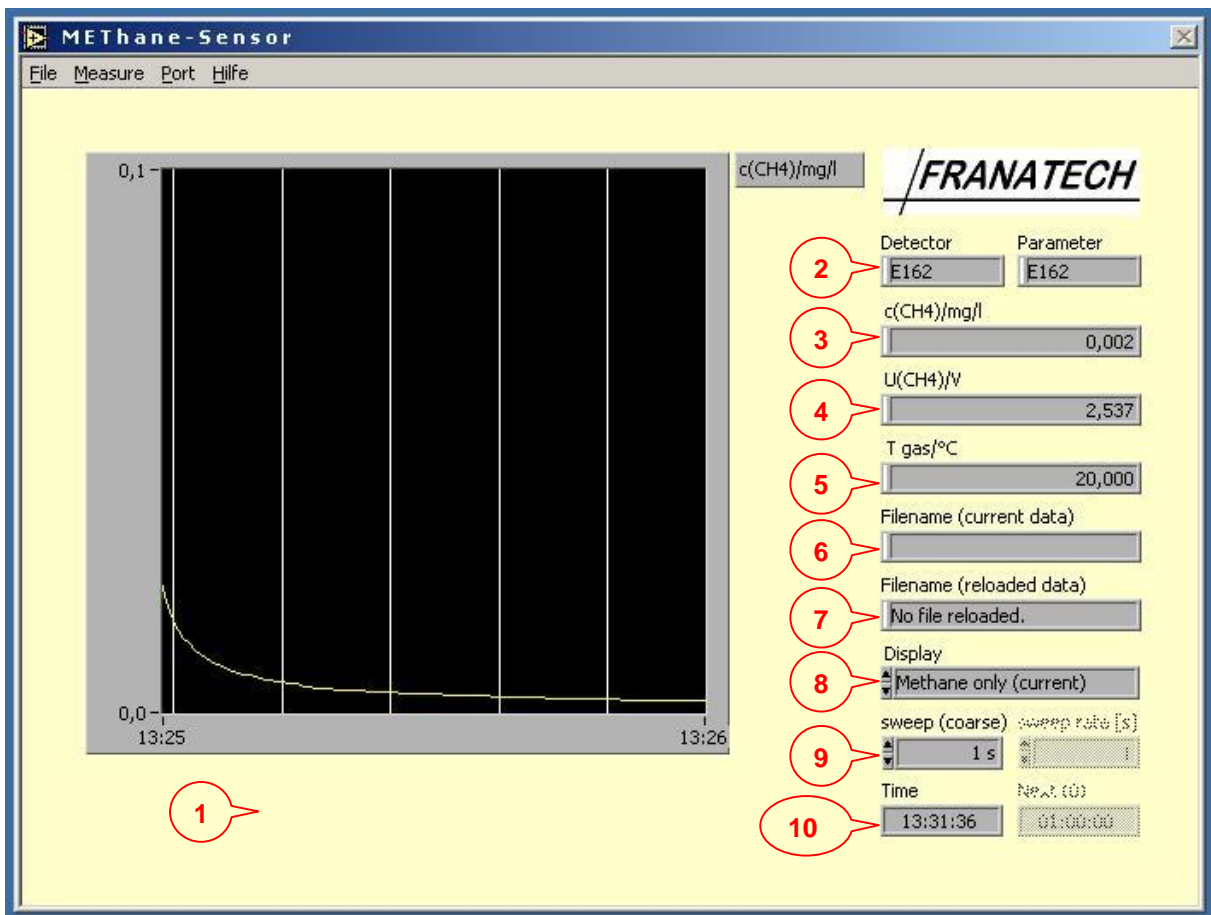 METhane-Sensor
File Measure Port Hilfe
0,1
0,0
13:25 13:26
c(CH4)/mg/l
1
FRANATECH
Detector Parameter
2 E162 E162
c(CH4)/mg/l
3 0,002
U(CH4)/V
4 2,537
T gas/°C
5 20,000
Filename (current data)
6
Filename (reloaded data)
7 No file reloaded.
Display
8 Methane only (current)
sweep (coarse) sweep rate [s]
9 1 s 1
Time Next (Ü)
10 13:31:36 01:00:00